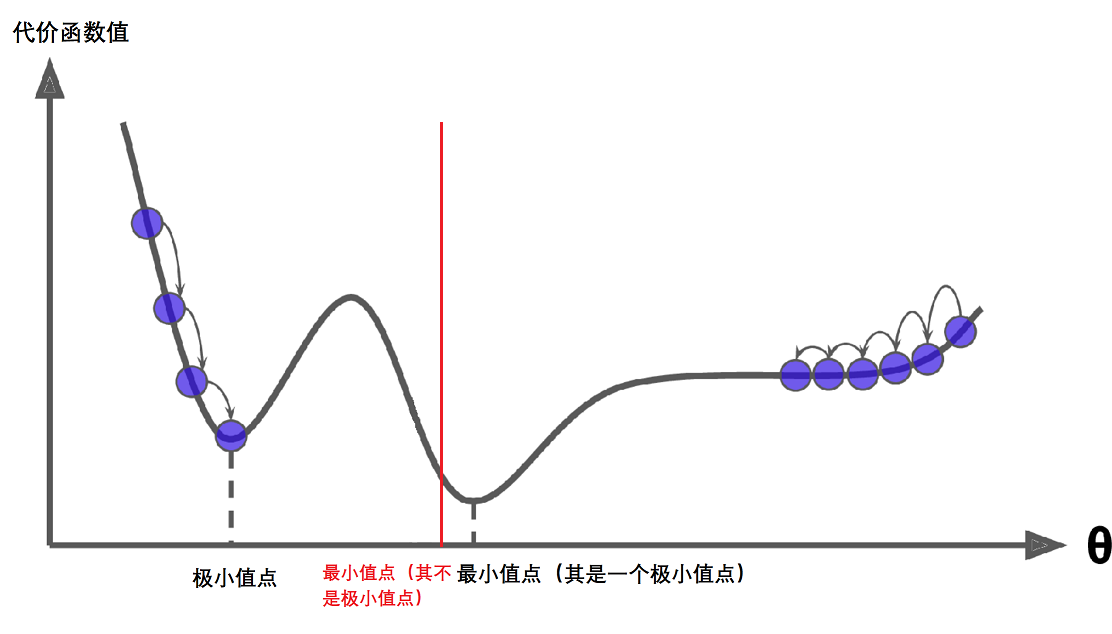 代价函数值
θ
极小值点
最小值点（其不
是极小值点）
最小值点（其是一个极小值点）